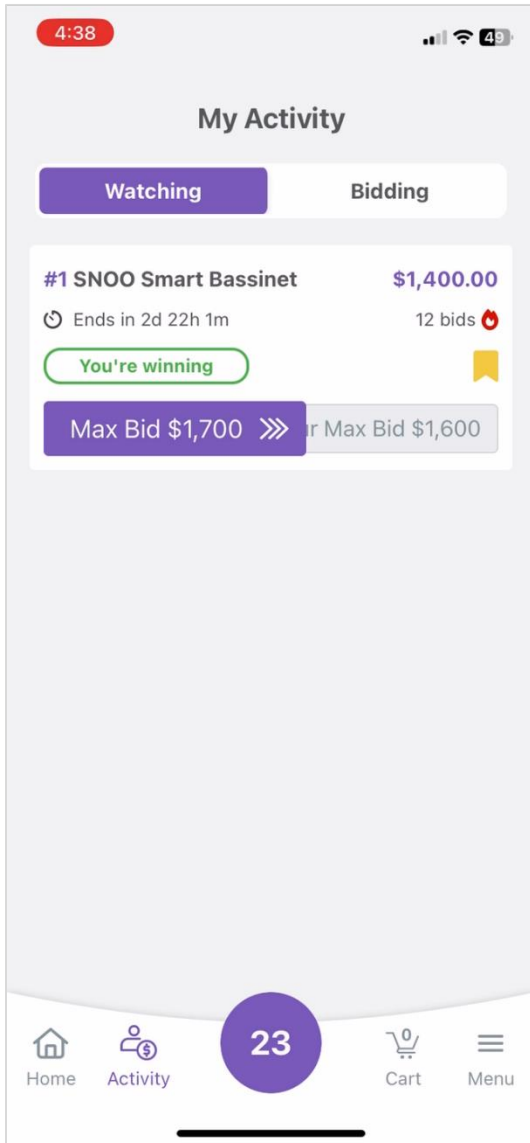 4:38
49
My Activity
Watching Bidding
#1 SNOO Smart Bassinet $1,400.00
Ends in 2d 22h 1m 12 bids
You're winning
Max Bid $1,700 r Max Bid $1,600
23
0
Home Activity Cart Menu